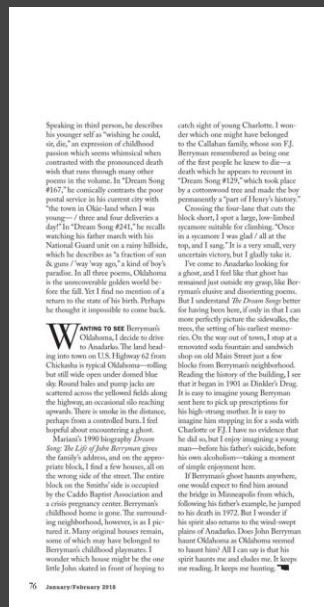 Speaking in third person, he describes
his younger self as "wishing he could,
sir, die," an expression of childhood
passion which seems whimsical when
contrasted with the pronounced death
wish that runs through many other
poems in the volume. In "Dream Song
#167," he comically contrasts the poor
postal service in his current city with
"the town in Okie-land when I was
young— / three and four deliveries a
day!" In "Dream Song #241," he recalls
watching his father march with his
National Guard unit on a rainy hillside,
which he describes as "a fraction of sun
& guns / 'way 'way ago," a kind of boy's
paradise. In all three poems, Oklahoma
is the unrecoverable golden world be-
fore the fall. Yet I find no mention of a
return to the state of his birth. Perhaps
he thought it impossible to come back.
WANTING TO SEE Berryman's
Oklahoma, I decide to drive
to Anadarko. The land head-
ing into town on U.S. Highway 62 from
Chickasha is typical Oklahoma—rolling
but still wide open under domed blue
sky. Round bales and pump jacks are
scattered across the yellowed fields along
the highway, an occasional silo reaching
upwards. There is smoke in the distance,
perhaps from a controlled burn. I feel
hopeful about encountering a ghost.
Mariani's 1990 biography Dream
Song: The Life of John Berryman gives
the family's address, and on the appro-
priate block, I find a few houses, all on
the wrong side of the street. The entire
block on the Smiths' side is occupied
by the Caddo Baptist Association and
a crisis pregnancy center. Berryman's
childhood home is gone. The surround-
ing neighborhood, however, is as I pic-
tured it. Many original houses remain,
some of which may have belonged to
Berryman's childhood playmates. I
wonder which house might be the one
little John skated in front of hoping to
catch sight of young Charlotte. I won-
der which one might have belonged
to the Callahan family, whose son F.J.
Berryman remembered as being one
of the first people he knew to die—a
death which he appears to recount in
"Dream Song #129," which took place
by a cottonwood tree and made the boy
permanently a "part of Henry's history."
Crossing the four-lane that cuts the
block short, I spot a large, low-limbed
sycamore suitable for climbing. "Once
in a sycamore I was glad / all at the
top, and I sang." It is a very small, very
uncertain victory, but I gladly take it.
I've come to Anadarko looking for
a ghost, and I feel like that ghost has
remained just outside my grasp, like Ber-
ryman's elusive and disorienting poems.
But I understand The Dream Songs better
for having been here, if only in that I can
more perfectly picture the sidewalks, the
trees, the setting of his earliest memo-
ries. On the way out of town, I stop at a
renovated soda fountain and sandwich
shop on old Main Street just a few
blocks from Berryman's neighborhood.
Reading the history of the building, I see
that it began in 1901 as Dinkler's Drug.
It is easy to imagine young Berryman
sent here to pick up prescriptions for
his high-strung mother. It is easy to
imagine him stopping in for a soda with
Charlotte or F.J. I have no evidence that
he did so, but I enjoy imagining a young
man—before his father's suicide, before
his own alcoholism—taking a moment
of simple enjoyment here.
If Berryman's ghost haunts anywhere,
one would expect to find him around
the bridge in Minneapolis from which,
following his father's example, he jumped
to his death in 1972. But I wonder if
his spirit also returns to the wind-swept
plains of Anadarko. Does John Berryman
haunt Oklahoma as Oklahoma seemed
to haunt him? All I can say is that his
spirit haunts me and eludes me. It keeps
me reading. It keeps me hunting.
76 January/February 2018